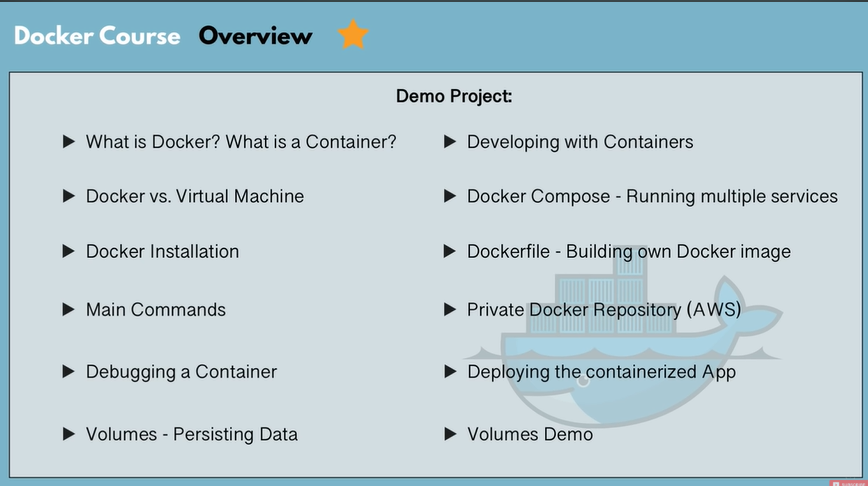 Docker Course Overview
Demo Project:
What is Docker? What is a Container?
Docker vs. Virtual Machine
Docker Installation
Main Commands
Debugging a Container
Volumes - Persisting Data
Developing with Containers
Docker Compose - Running multiple services
Dockerfile - Building own Docker image
Private Docker Repository (AWS)
Deploying the containerized App
Volumes Demo